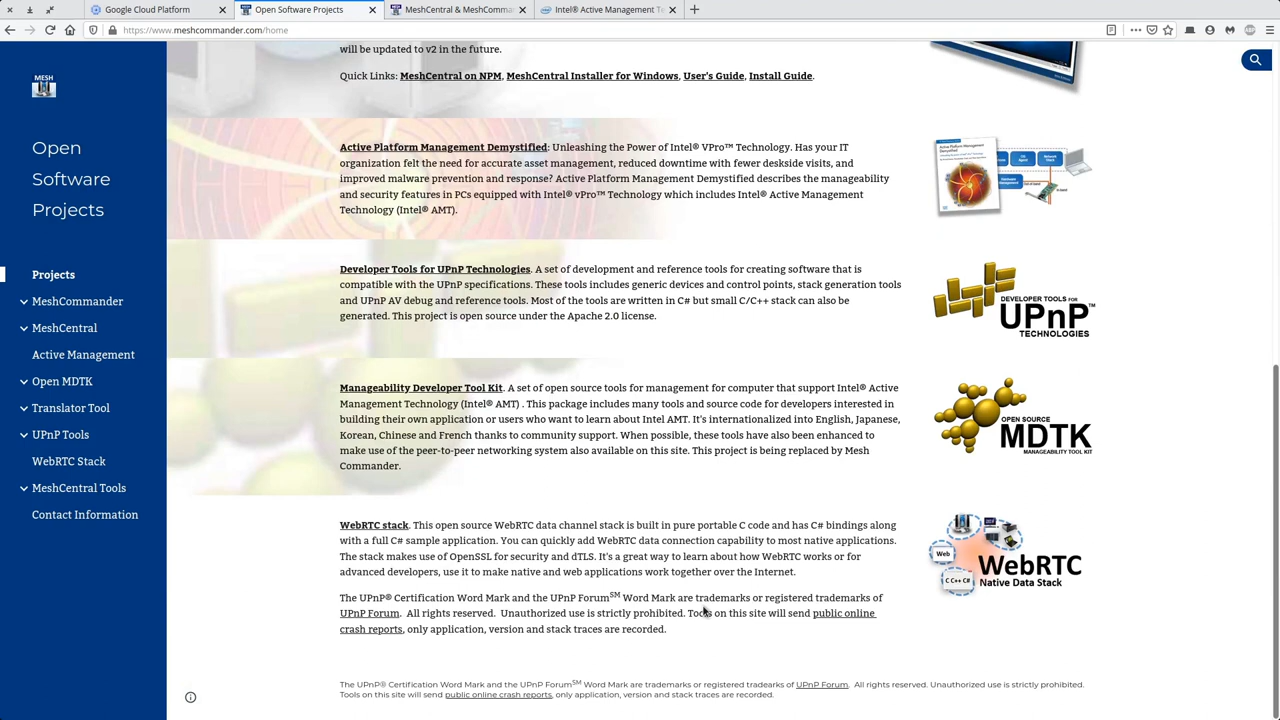 Google Cloud Platform
Open Software Projects
MeshCentral & MeshComma
Intel® Active Management Te
https://www.meshcommander.com/home
MESH
Open
Software
Projects
Projects
MeshCommander
MeshCentral
Active Management
Open MDTK
Translator Tool
UPnP Tools
WebRTC Stack
MeshCentral Tools
Contact Information
will be updated to v2 in the future.
Quick Links: MeshCentral on NPM, MeshCentral Installer for Windows, User's Guide, Install Guide.
Active Platform Management Demystified: Unleashing the Power of Intel® VPro™ Technology. Has your IT
organization felt the need for accurate asset management, reduced downtime with fewer deskside visits, and
improved malware prevention and response? Active Platform Management Demystified describes the manageability
and security features in PCs equipped with Intel® VPro™ Technology which includes Intel® Active Management
Technology (Intel® AMT).
Developer Tools for UPnP Technologies. A set of development and reference tools for creating software that is
compatible with the UPnP specifications. These tools includes generic devices and control points, stack generation tools
and UPnP AV debug and reference tools. Most of the tools are written in C# but small C/C++ stack can also be
generated. This project is open source under the Apache 2.0 license.
DEVELOPER TOOLS FOR
UPnP™
TECHNOLOGIES
Manageability Developer Tool Kit. A set of open source tools for management for computer that support Intel® Active
Management Technology (Intel® AMT) . This package includes many tools and source code for developers interested in
building their own application or users who want to learn about Intel AMT. It's internationalized into English, Japanese,
Korean, Chinese and French thanks to community support. When possible, these tools have also been enhanced to
make use of the peer-to-peer networking system also available on this site. This project is being replaced by Mesh
Commander.
OPEN SOURCE
MDTK
MANAGEABILITY TOOL KIT
WebRTC stack. This open source WebRTC data channel stack is built in pure portable C code and has C# bindings along
with a full C# sample application. You can quickly add WebRTC data connection capability to most native applications.
The stack makes use of OpenSSL for security and dTLS. It's a great way to learn about how WebRTC works or for
advanced developers, use it to make native and web applications work together over the Internet.
Web
C C++ C#
WebRTC
Native Data Stack
The UPnP® Certification Word Mark and the UPnP Forum℠ Word Mark are trademarks or registered trademarks of
UPnP Forum. All rights reserved. Unauthorized use is strictly prohibited. Tools on this site will send public online
crash reports, only application, version and stack traces are recorded.
The UPnP® Certification Word Mark and the UPnP Forum℠ Word Mark are trademarks or registered tradearks of UPnP Forum. All rights reserved. Unauthorized use is strictly prohibited.
Tools on this site will send public online crash reports, only application, version and stack traces are recorded.